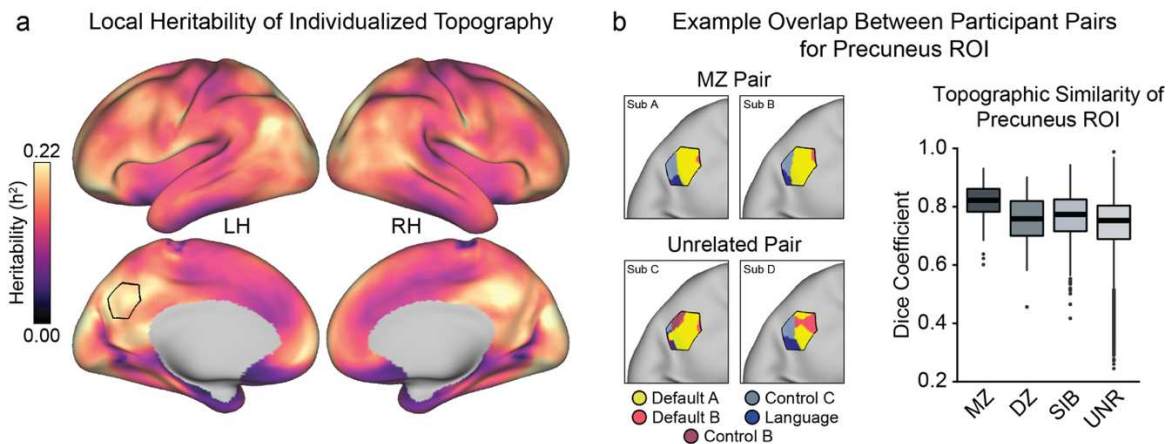 a
Local Heritability of Individualized Topography
0.22
Heritability (h²)
0.00
LH
RH
b
Example Overlap Between Participant Pairs
for Precuneus ROI
MZ Pair
Sub A
Sub B
Unrelated Pair
Sub C
Sub D
Default A
Control C
Default B
Language
Control B
Topographic Similarity of
Precuneus ROI
Dice Coefficient
1.0
0.8
0.6
0.4
0.2
MZ
DZ
SIB
UNR